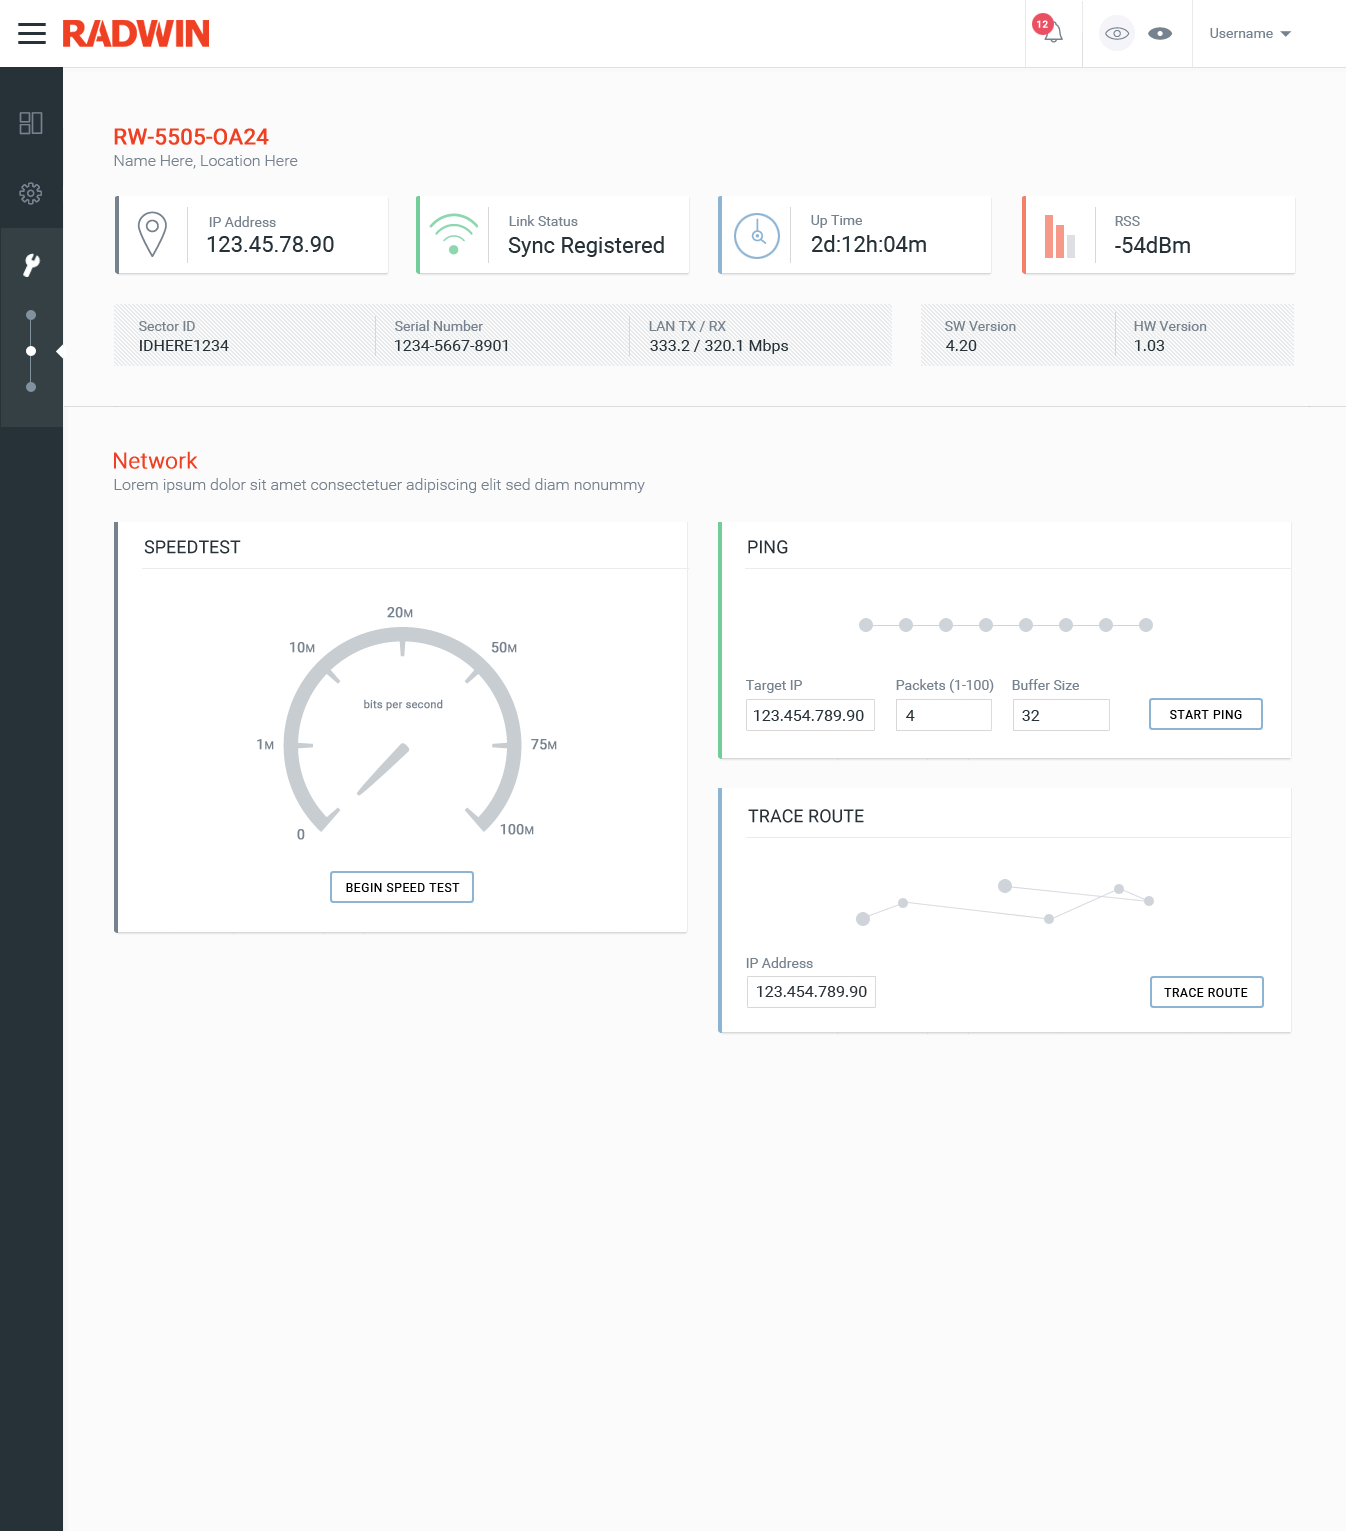 RADWIN
12
Username
RW-5505-OA24
Name Here, Location Here
IP Address
123.45.78.90
Link Status
Sync Registered
Up Time
2d:12h:04m
RSS
-54dBm
Sector ID
IDHERE1234
Serial Number
1234-5667-8901
LAN TX / RX
333.2 / 320.1 Mbps
SW Version
4.20
HW Version
1.03
Network
Lorem ipsum dolor sit amet consectetuer adipiscing elit sed diam nonummy
SPEEDTEST
20M
10M
50M
bits per second
1M
75M
0
100M
BEGIN SPEED TEST
PING
Target IP
123.454.789.90
Packets (1-100)
4
Buffer Size
32
START PING
TRACE ROUTE
IP Address
123.454.789.90
TRACE ROUTE